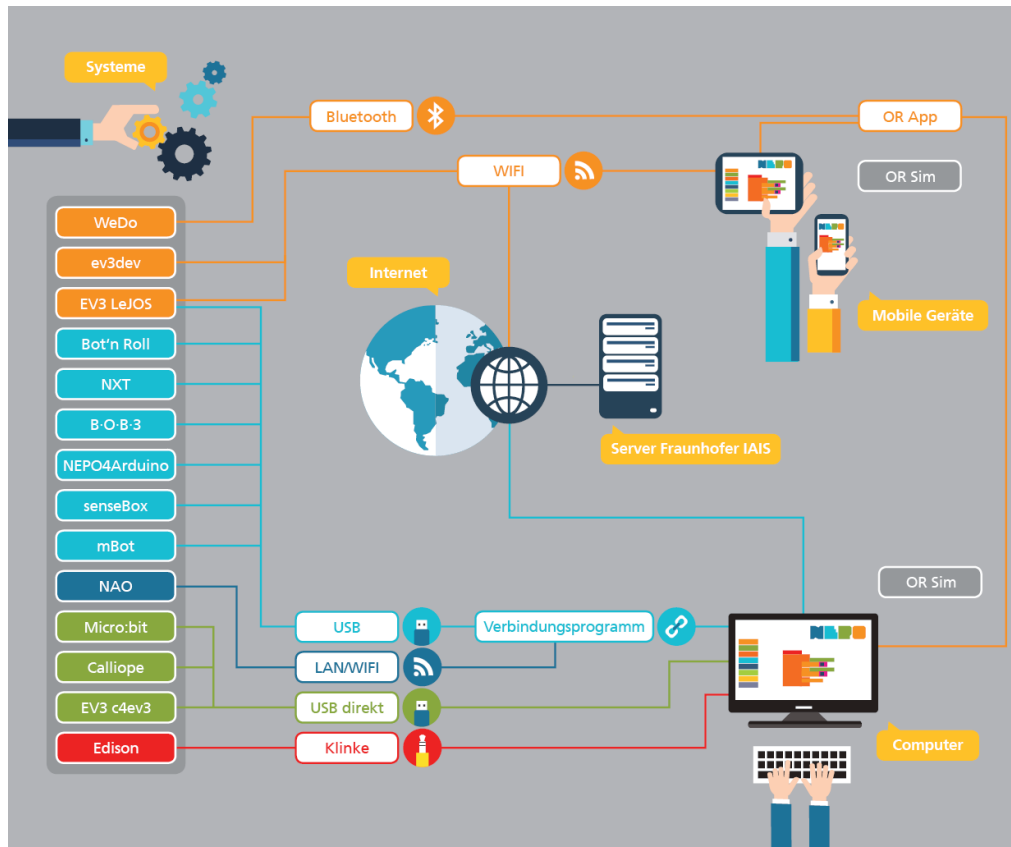 Systeme
Bluetooth
OR App
WIFI
OR Sim
NEPO
WeDo
ev3dev
Internet
EV3 LeJOS
Mobile Geräte
Bot'n Roll
NXT
B·O·B·3
Server Fraunhofer IAIS
NEPO4Arduino
senseBox
mBot
NAO
OR Sim
Micro:bit
USB
Verbindungsprogramm
NEPO
Calliope
LAN/WIFI
EV3 c4ev3
USB direkt
Edison
Klinke
Computer